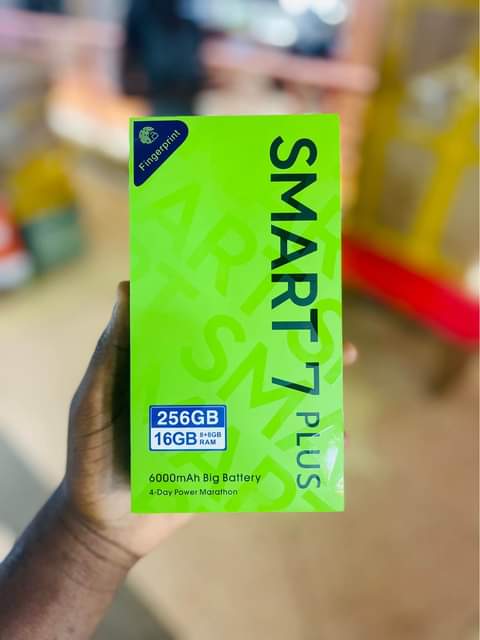 Fingerprint
SMART 7 PLUS
256GB
16GB 8+8GB
RAM
6000mAh Big Battery
4-Day Power Marathon